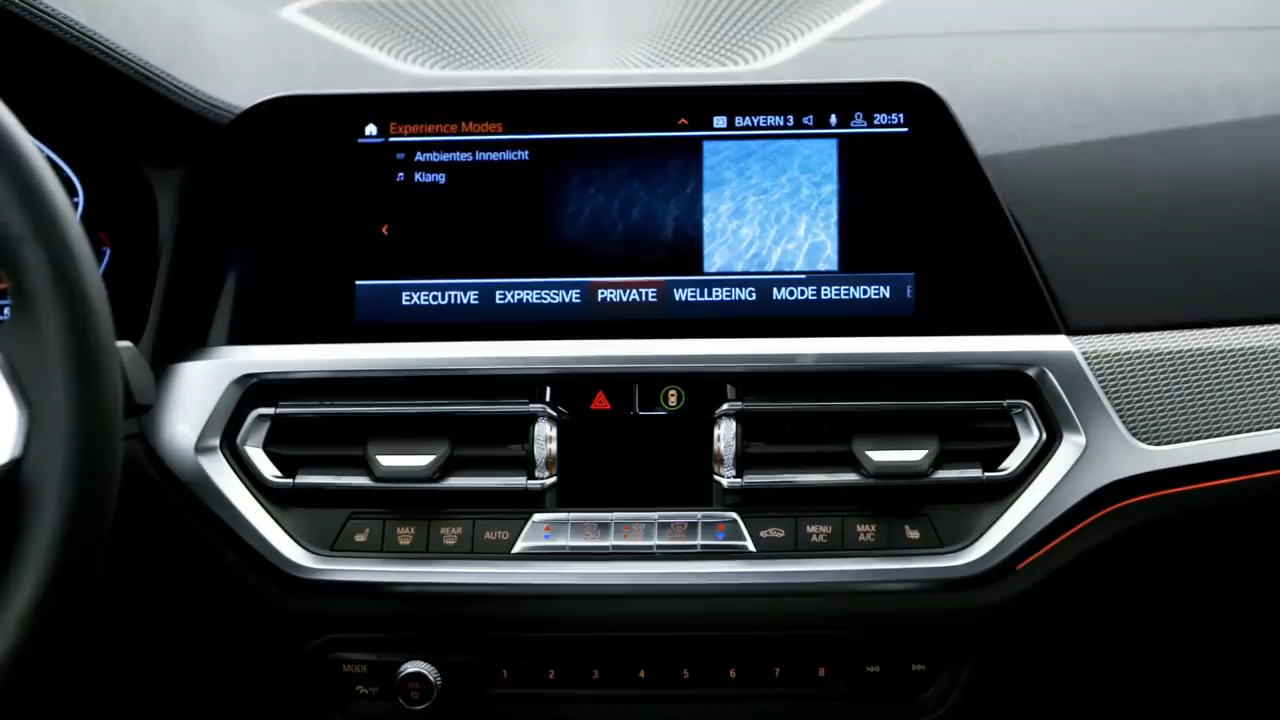 Experience Modes
BAYERN 3 20:51
Ambientes Innenlicht
Klang
EXECUTIVE EXPRESSIVE PRIVATE WELLBEING MODE BEENDEN
MAX
REAR
AUTO
MENU A/C
MAX A/C
MODE
VOL
1 2 3 4 5 6 7 8